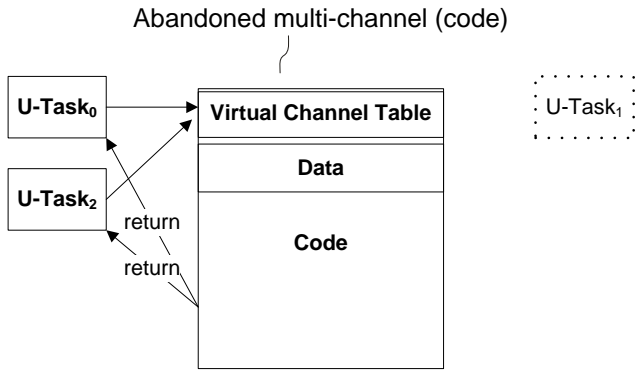 Abandoned multi-channel (code)
U-Task₀
Virtual Channel Table
U-Task₁
Data
U-Task₂
return
Code
return